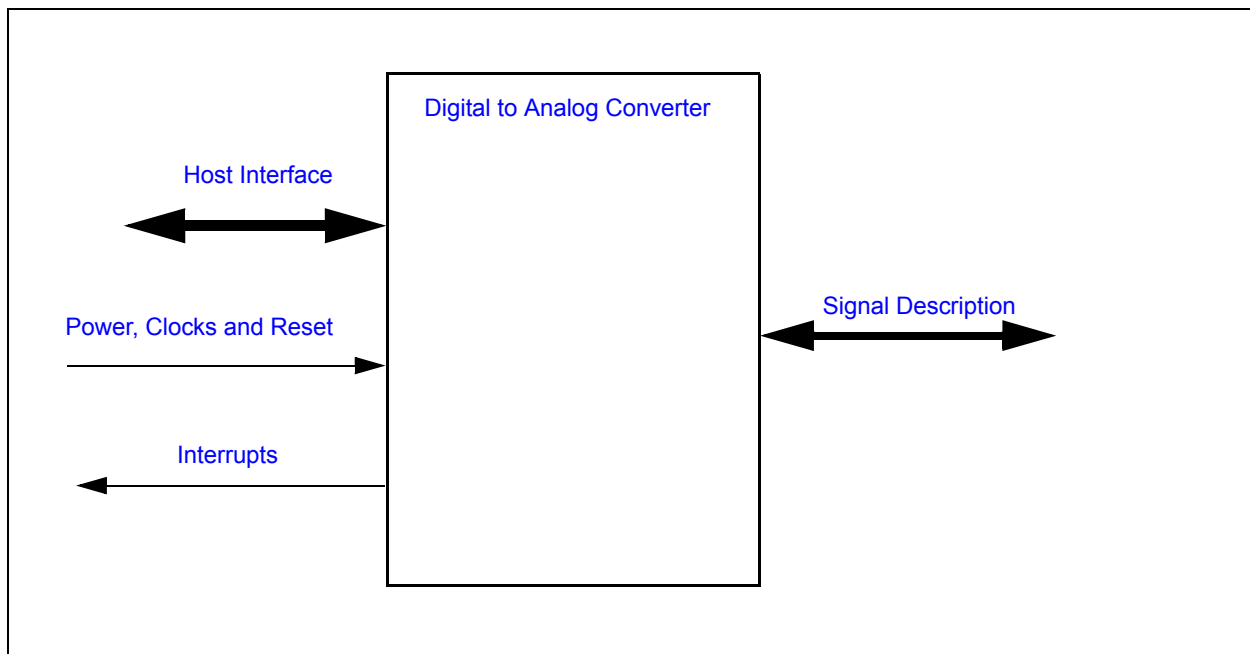 Digital to Analog Converter
Host Interface
Signal Description
Power, Clocks and Reset
Interrupts